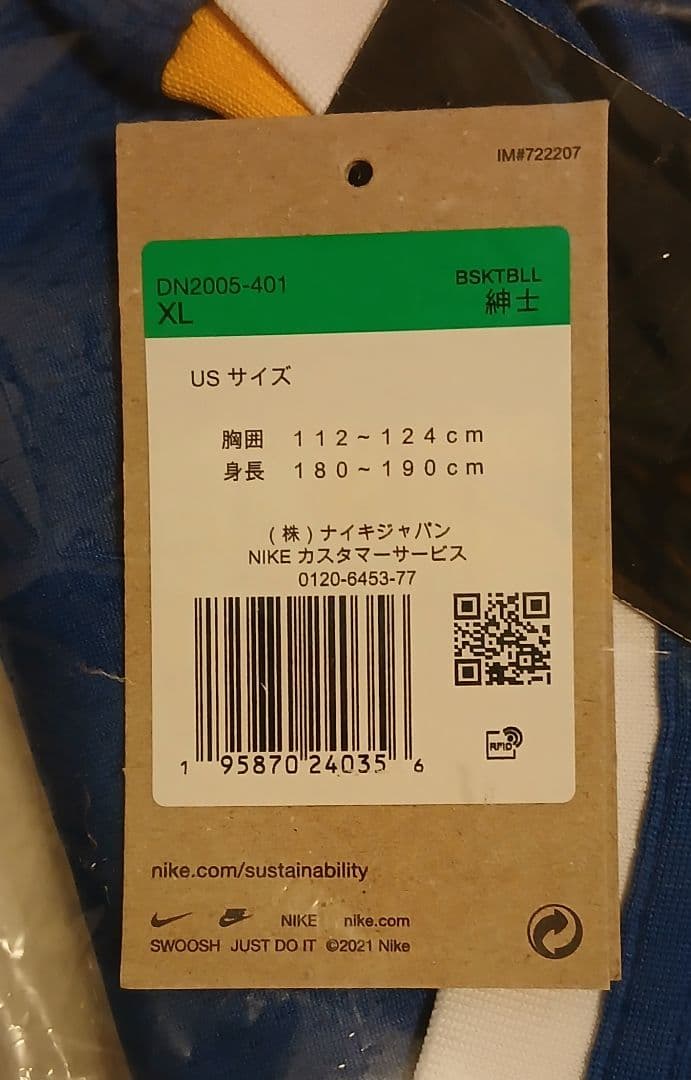 IM#722207
DN2005-401
BSKTBLL
XL
紳士
US サイズ
胸囲 112~124cm
身長 180~190cm
(株)ナイキジャパン
NIKE カスタマーサービス
0120-6453-77
1 95870 24035 6
RFID
nike.com/sustainability
NIKE nike.com
SWOOSH JUST DO IT ©2021 Nike